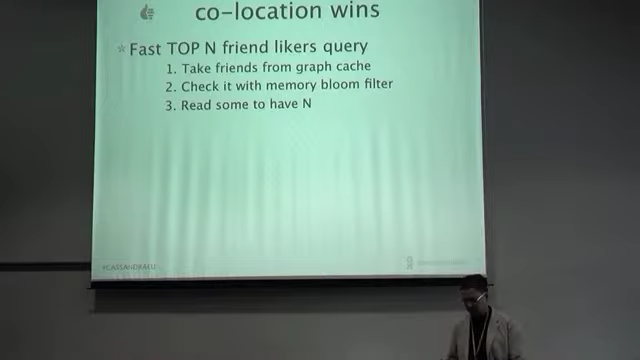 co-location wins
Fast TOP N friend likers query
1. Take friends from graph cache
2. Check it with memory bloom filter
3. Read some to have N
#CASSANDRAEU